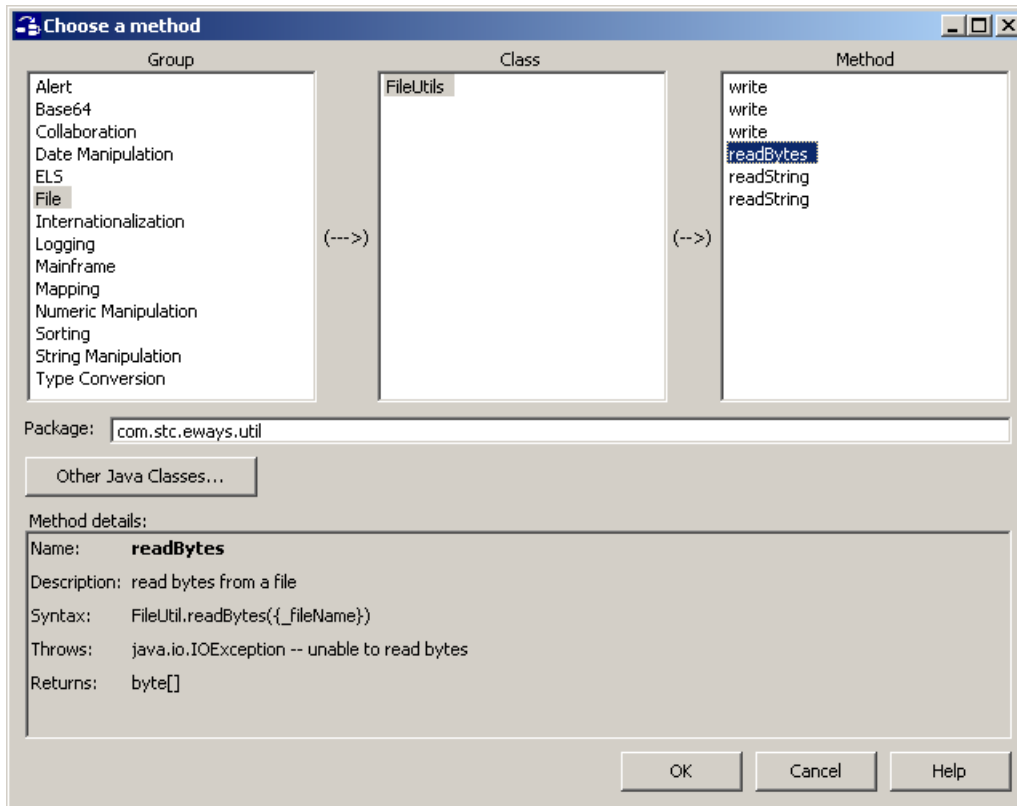 Choose a method
Group
Class
Method
Alert
Base64
Collaboration
Date Manipulation
ELS
File
Internationalization
Logging
Mainframe
Mapping
Numeric Manipulation
Sorting
String Manipulation
Type Conversion
(--->)
FileUtils
(-->)
write
write
write
readBytes
readString
readString
Package: com.stc.eways.util
Other Java Classes...
Method details:
Name: readBytes
Description: read bytes from a file
Syntax: FileUtil.readBytes({_fileName})
Throws: java.io.IOException -- unable to read bytes
Returns: byte[]
OK Cancel Help